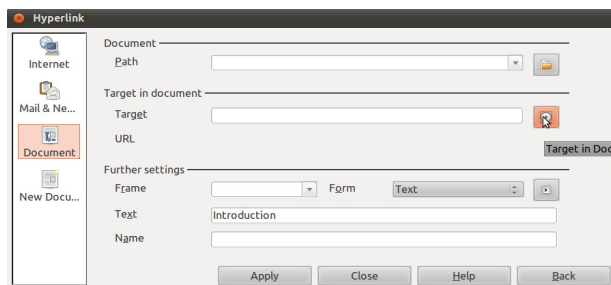 Hyperlink
Internet
Mail & Ne...
Document
New Docu...
Document
Path
Target in document
Target
URL
Target in Doc
Further settings
Frame
Form
Text
Text
Introduction
Name
Apply
Close
Help
Back